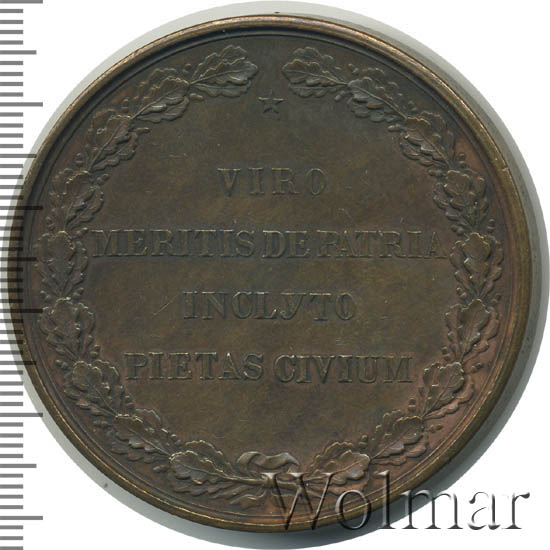 VIRO
MERITIS DE PATRIA
INCLYTO
PIETAS CIVIUM
Wolmar